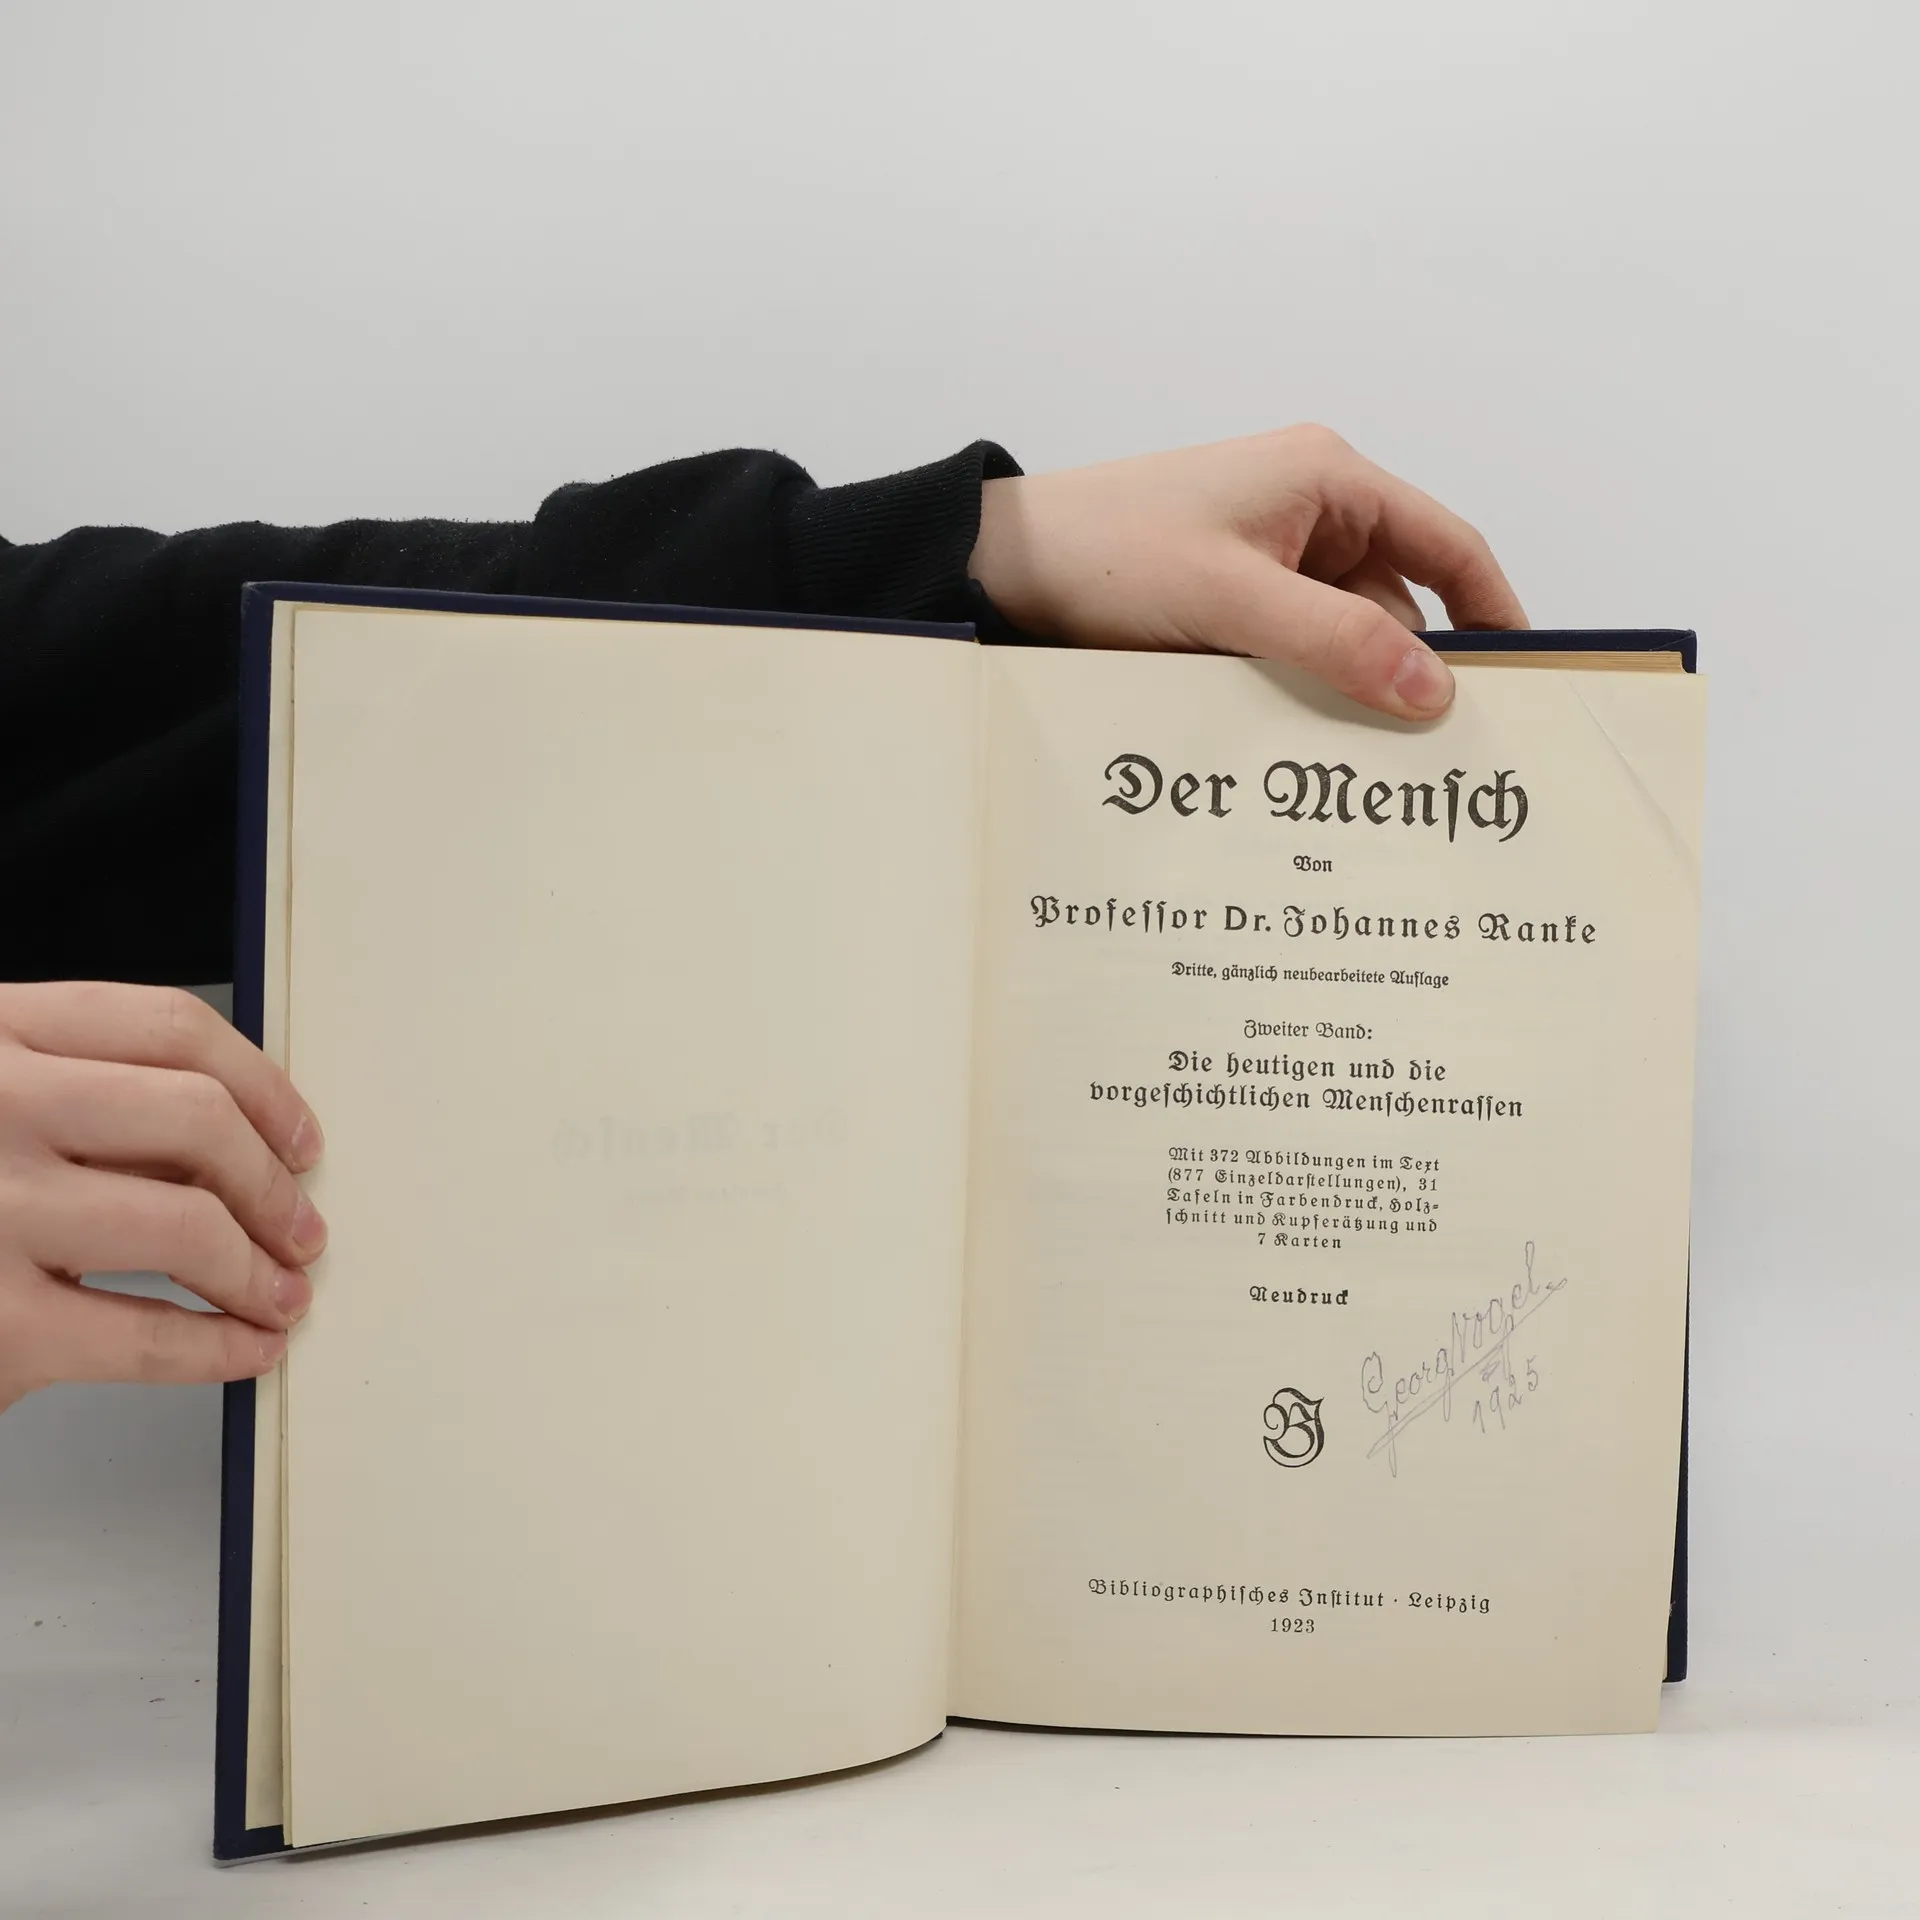 Der Mensch
Von
Professor Dr. Johannes Ranke
Dritte, gänzlich neubearbeitete Auflage
Zweiter Band:
Die heutigen und die
vorgeschichtlichen Menschenrassen
Mit 372 Abbildungen im Text
(877 Einzeldarstellungen), 31
Tafeln in Farbendruck, Holz-
schnitt und Kupferätzung und
7 Karten
Neudruck
Georg Vogel.
1925
BI
Bibliographisches Institut · Leipzig
1923